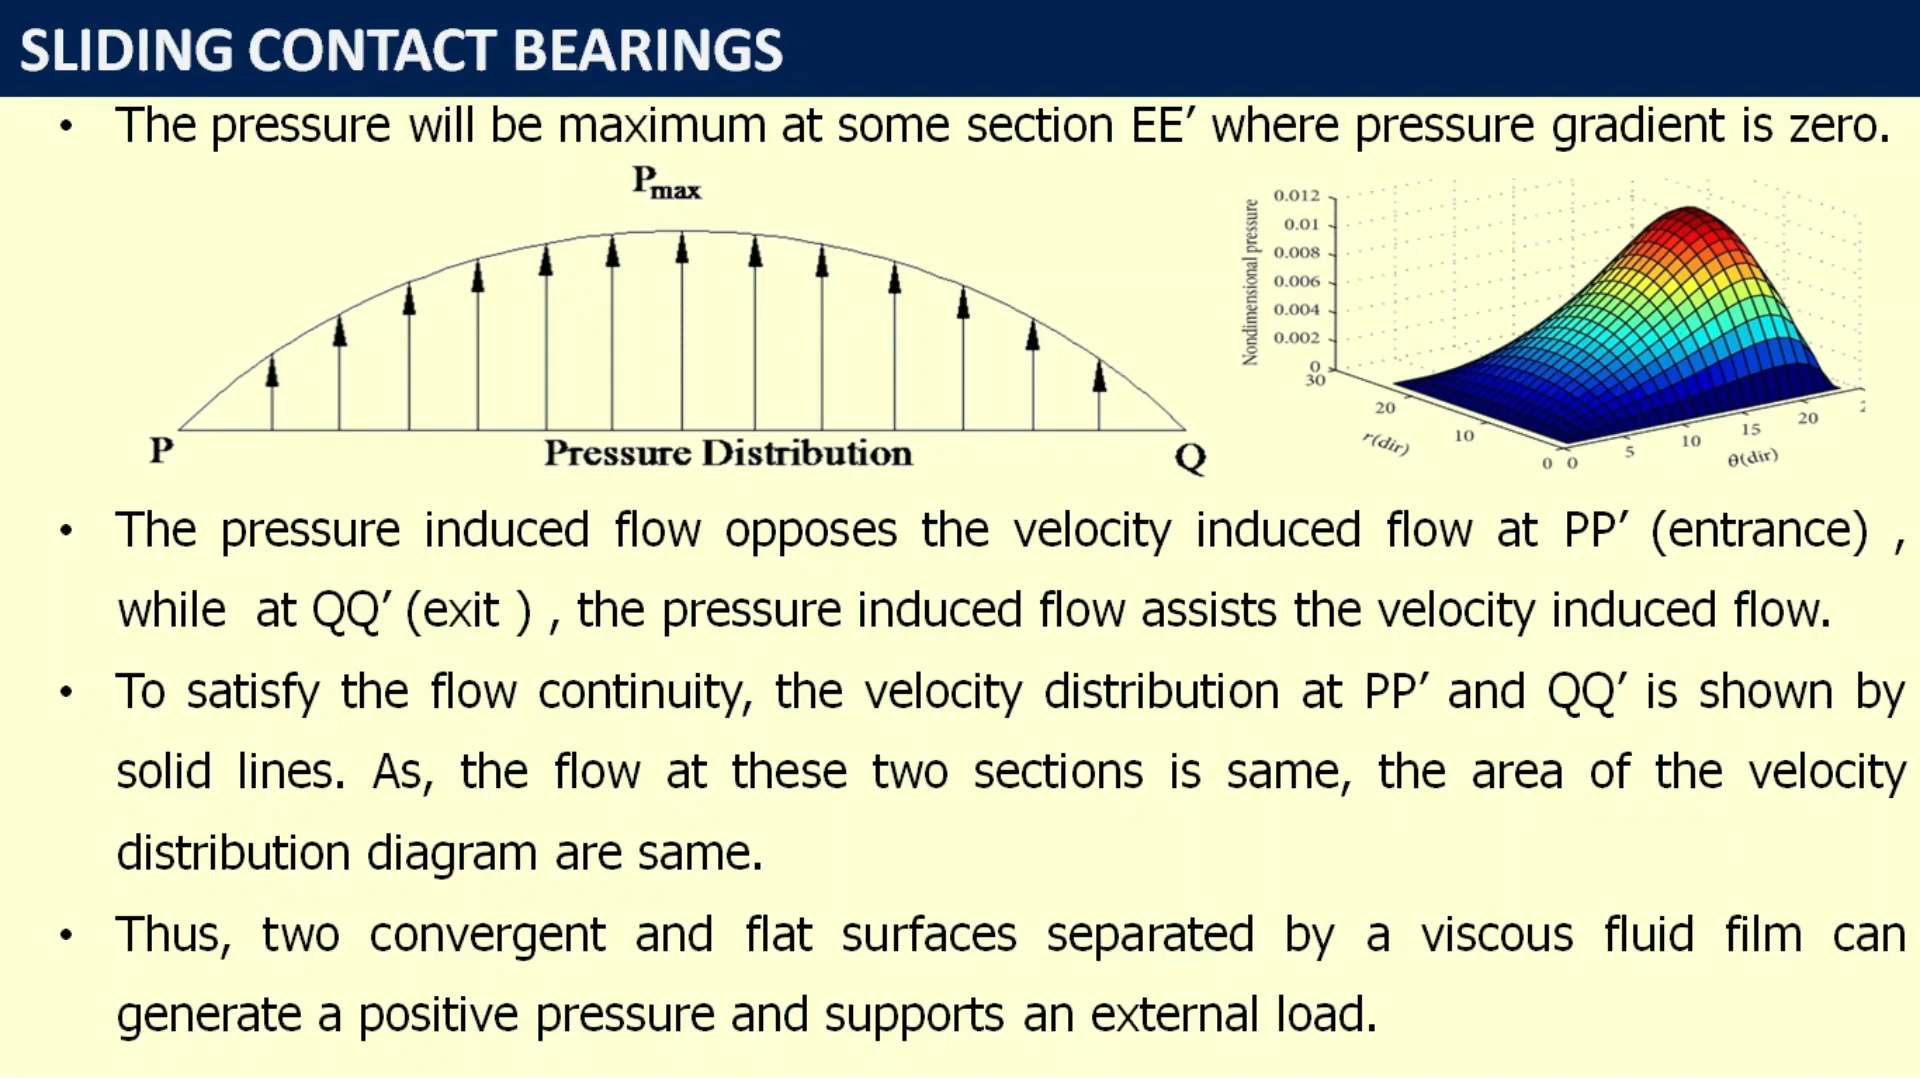 SLIDING CONTACT BEARINGS
• The pressure will be maximum at some section EE’ where pressure gradient is zero.
Pmax
P
Pressure Distribution
Q
Nondimensional pressure
0.012
0.01
0.008
0.006
0.004
0.002
0
30
20
10
0
r(dir)
0
5
10
15
20
2
θ(dir)
• The pressure induced flow opposes the velocity induced flow at PP’ (entrance) ,
while at QQ’ (exit ) , the pressure induced flow assists the velocity induced flow.
• To satisfy the flow continuity, the velocity distribution at PP’ and QQ’ is shown by
solid lines. As, the flow at these two sections is same, the area of the velocity
distribution diagram are same.
• Thus, two convergent and flat surfaces separated by a viscous fluid film can
generate a positive pressure and supports an external load.